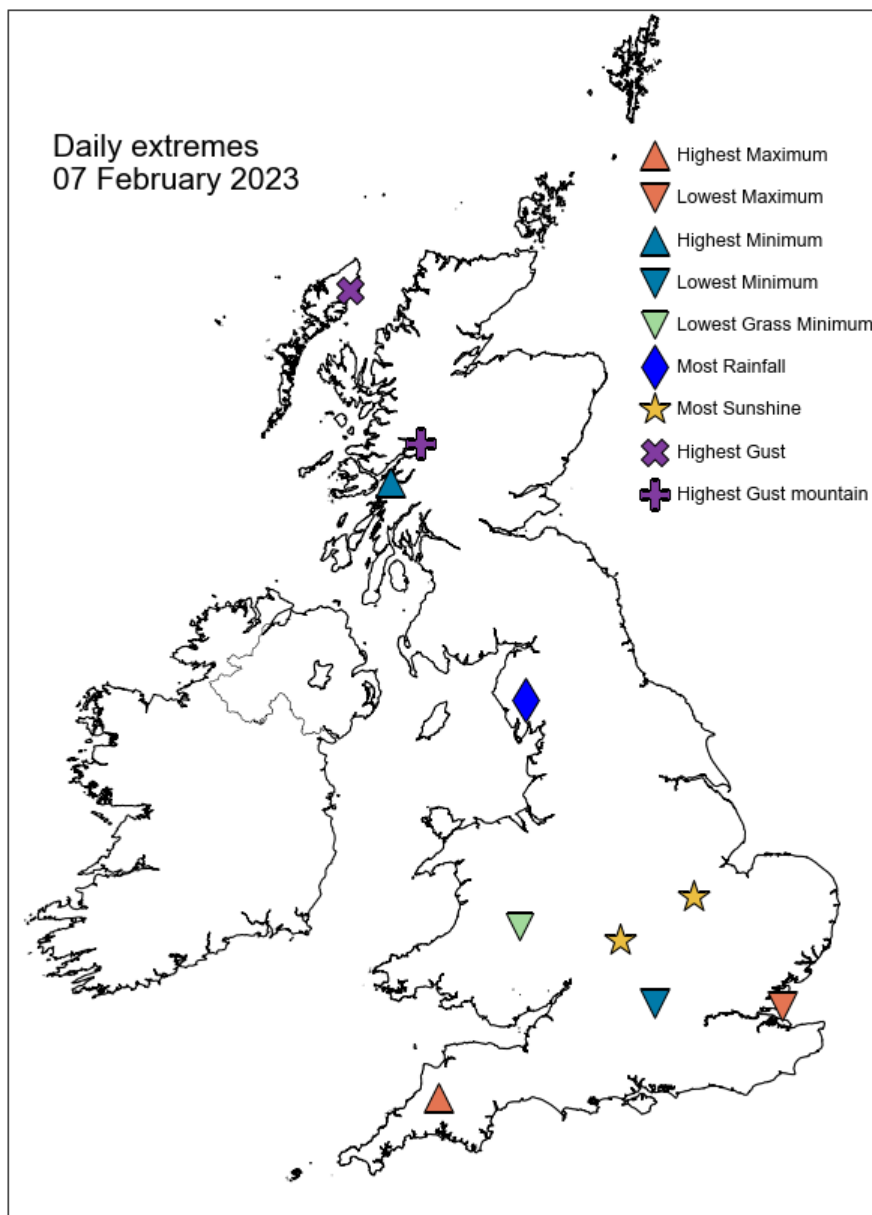 Daily extremes
07 February 2023
Highest Maximum
Lowest Maximum
Highest Minimum
Lowest Minimum
Lowest Grass Minimum
Most Rainfall
Most Sunshine
Highest Gust
Highest Gust mountain